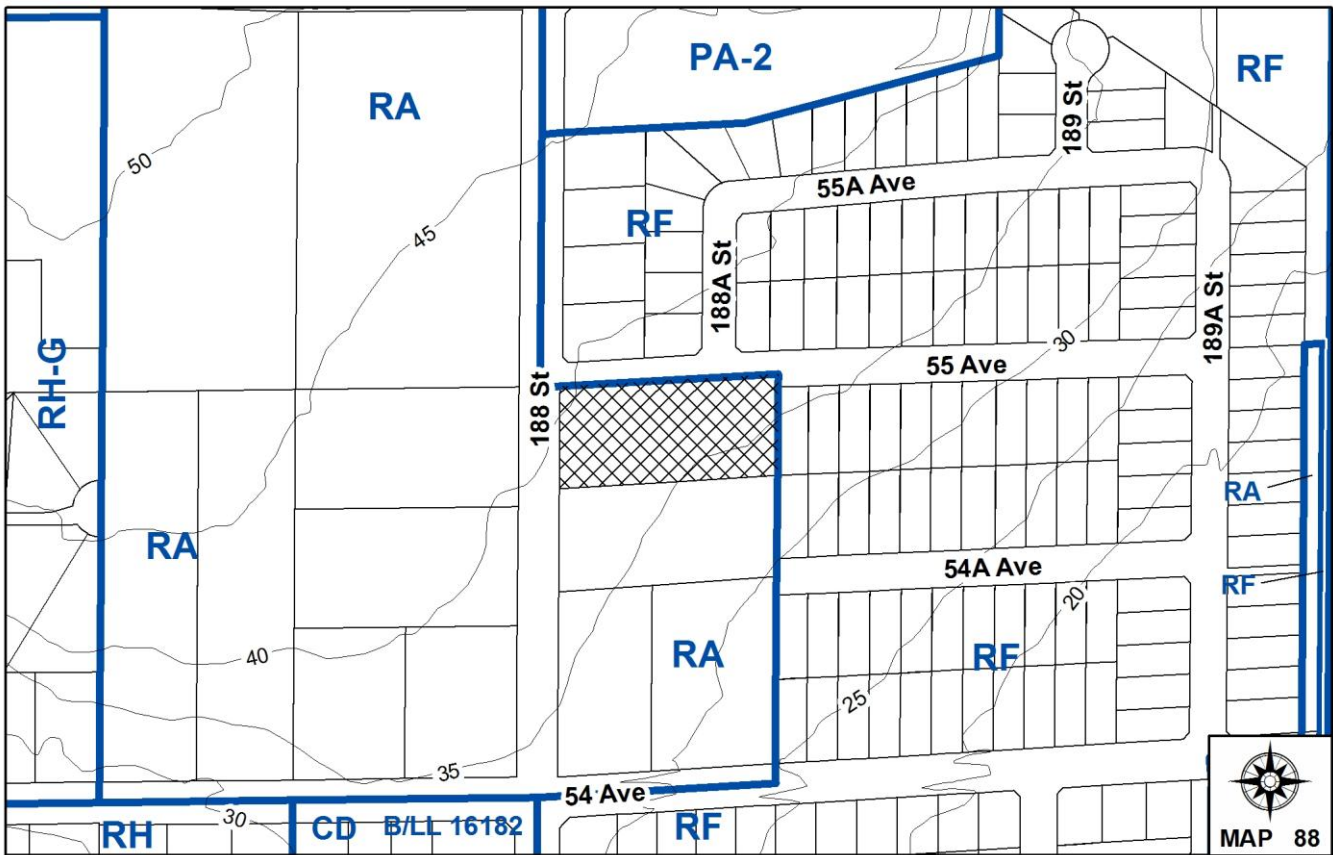 PA-2
RF
RA
189 St
50
55A Ave
RF
45
188A St
189A St
30
RH-G
55 Ave
188 St
RA
RA
54A Ave
RF
20
RA
RF
40
25
35
54 Ave
30
RH
CD B/LL 16182
RF
MAP 88